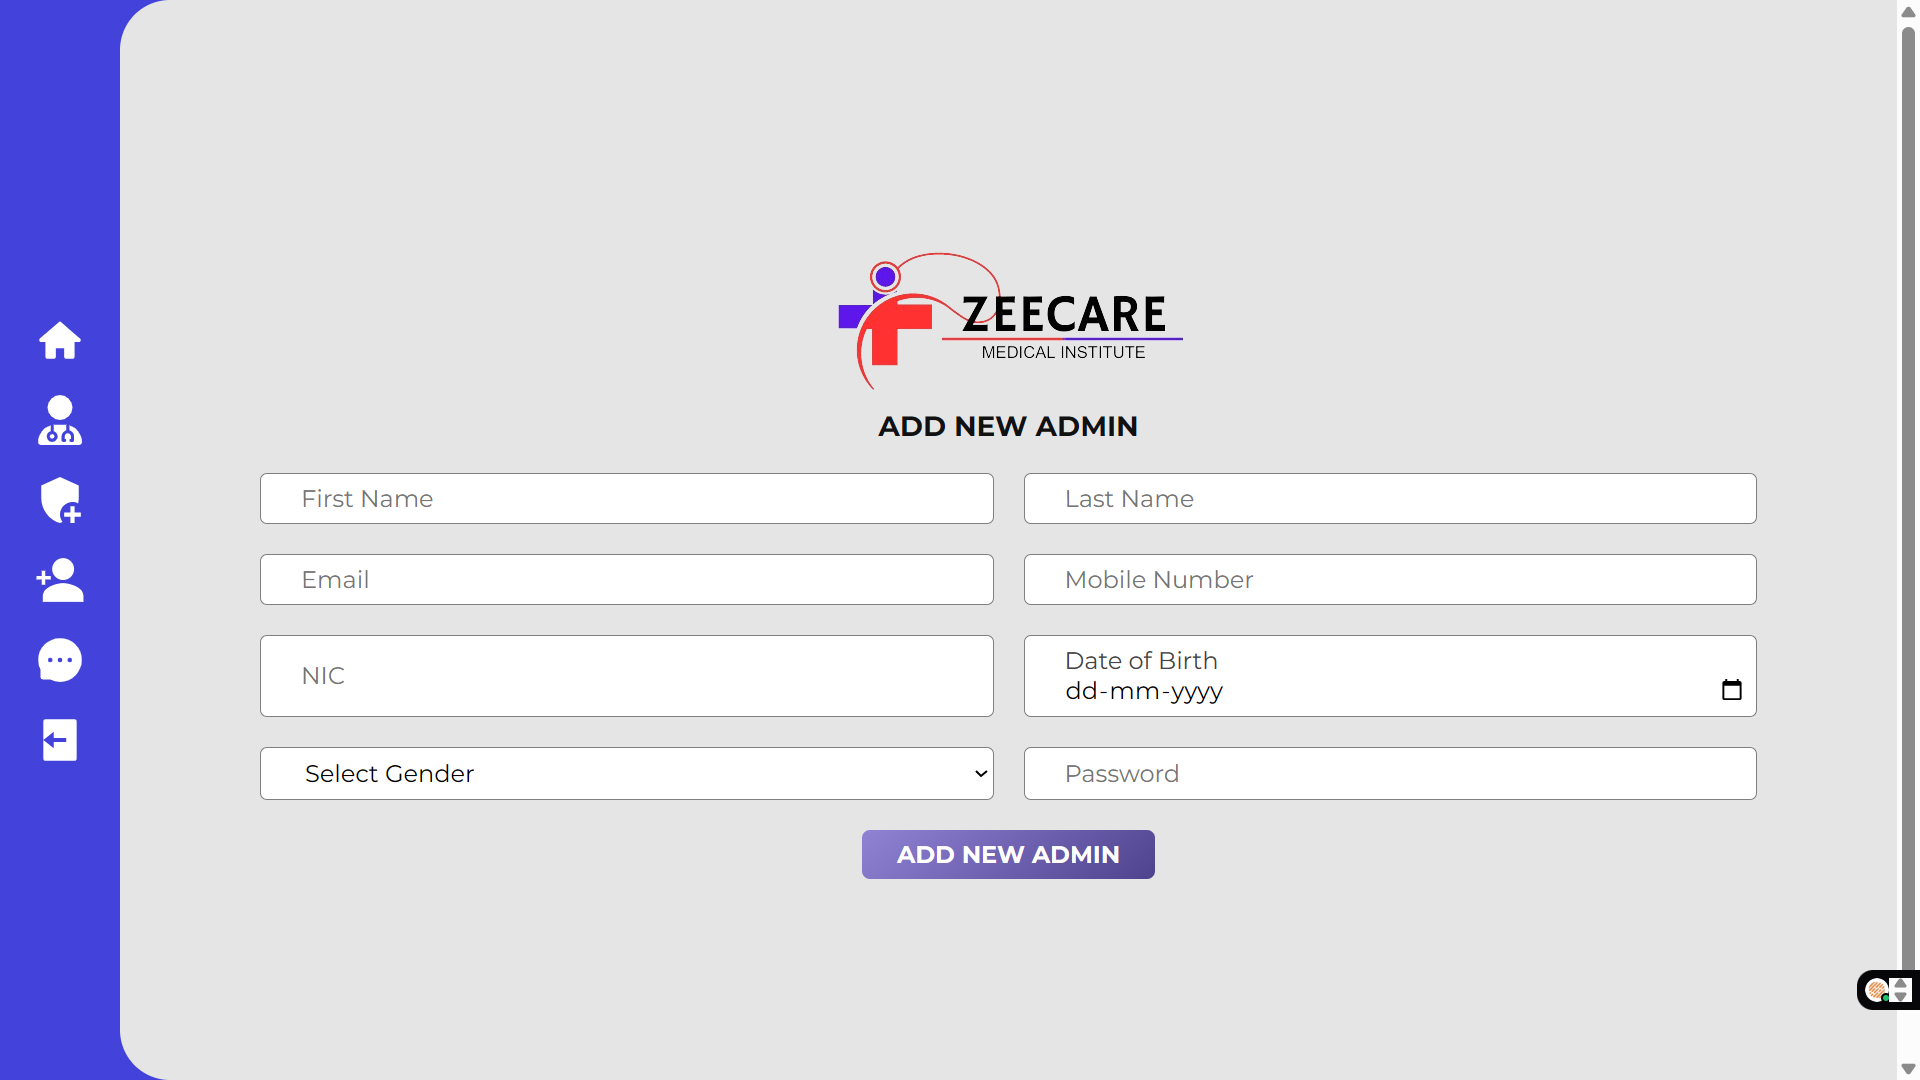 ZEECARE
MEDICAL INSTITUTE
ADD NEW ADMIN
First Name
Last Name
Email
Mobile Number
NIC
Date of Birth
dd-mm-yyyy
Select Gender
Password
ADD NEW ADMIN